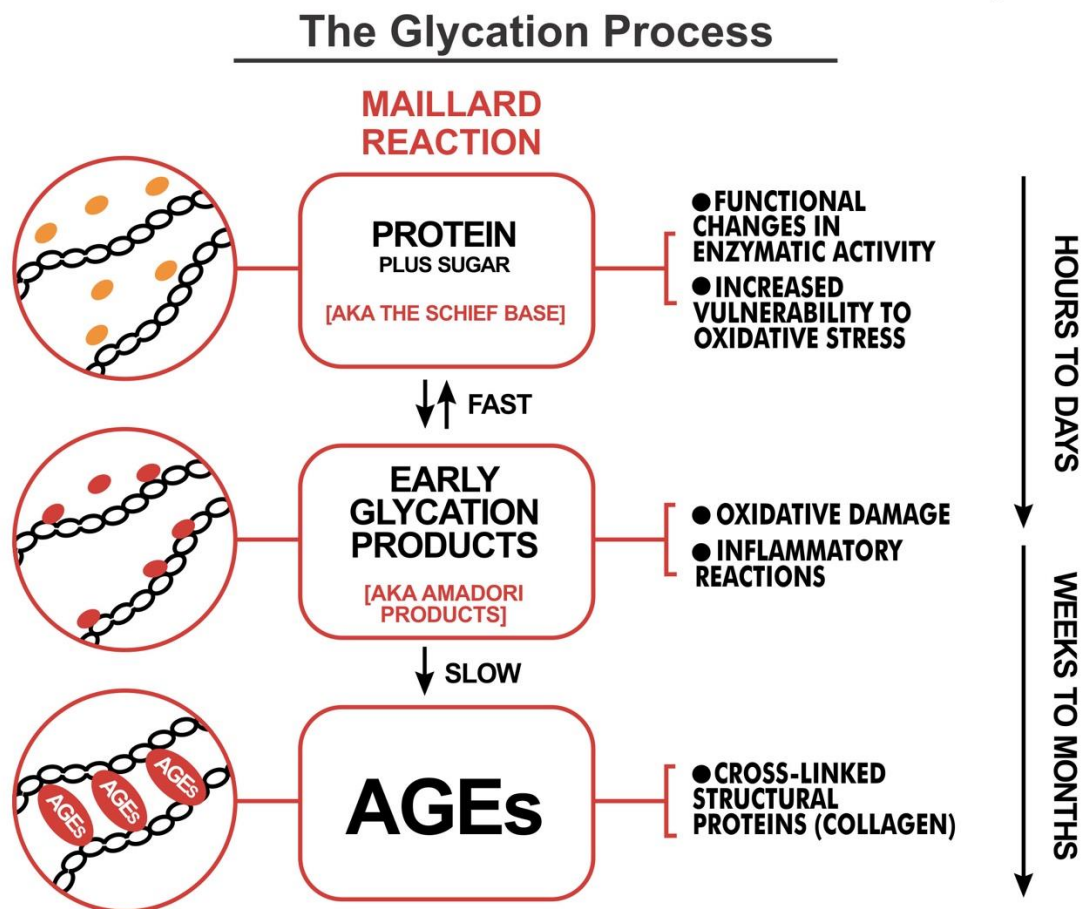 The Glycation Process
MAILLARD
REACTION
PROTEIN
PLUS SUGAR
[AKA THE SCHIEF BASE]
●FUNCTIONAL
CHANGES IN
ENZYMATIC ACTIVITY
●INCREASED
VULNERABILITY TO
OXIDATIVE STRESS
FAST
HOURS TO DAYS
EARLY
GLYCATION
PRODUCTS
[AKA AMADORI
PRODUCTS]
● OXIDATIVE DAMAGE
● INFLAMMATORY
REACTIONS
SLOW
WEEKS TO MONTHS
AGEs
AGEs
AGEs
AGEs
●CROSS-LINKED
STRUCTURAL
PROTEINS (COLLAGEN)